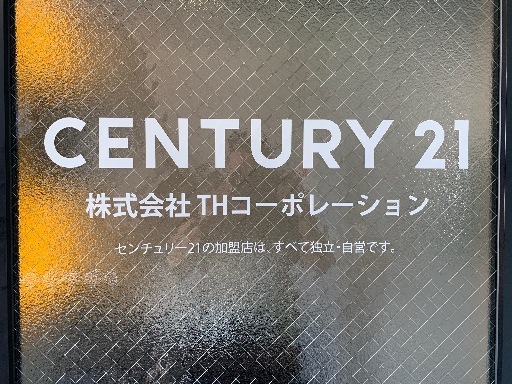 CENTURY 21
株式会社THコーポレーション
センチュリー21の加盟店は、すべて独立・自営です。